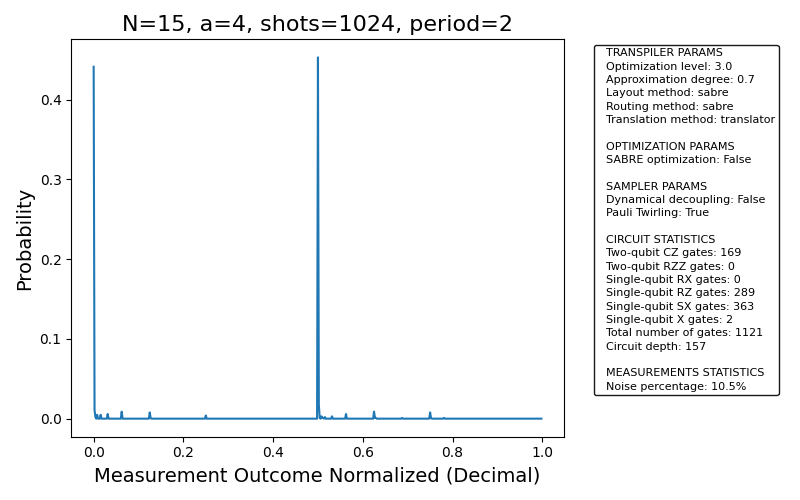 N=15, a=4, shots=1024, period=2
Probability
0.4
0.3
0.2
0.1
0.0
0.0 0.2 0.4 0.6 0.8 1.0
Measurement Outcome Normalized (Decimal)
TRANSPILER PARAMS
Optimization level: 3.0
Approximation degree: 0.7
Layout method: sabre
Routing method: sabre
Translation method: translator
OPTIMIZATION PARAMS
SABRE optimization: False
SAMPLER PARAMS
Dynamical decoupling: False
Pauli Twirling: True
CIRCUIT STATISTICS
Two-qubit CZ gates: 169
Two-qubit RZZ gates: 0
Single-qubit RX gates: 0
Single-qubit RZ gates: 289
Single-qubit SX gates: 363
Single-qubit X gates: 2
Total number of gates: 1121
Circuit depth: 157
MEASUREMENTS STATISTICS
Noise percentage: 10.5%